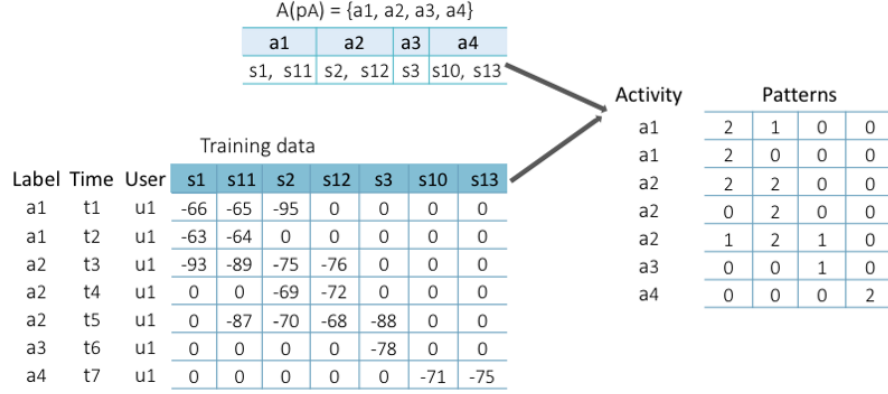 A(pA) = {a1, a2, a3, a4}
a1 a2 a3 a4
s1, s11 s2, s12 s3 s10, s13
Activity Patterns
a1 2 1 0 0
a1 2 0 0 0
a2 2 2 0 0
a2 0 2 0 0
a2 1 2 1 0
a3 0 0 1 0
a4 0 0 0 2
Training data
Label Time User s1 s11 s2 s12 s3 s10 s13
a1 t1 u1 -66 -65 -95 0 0 0 0
a1 t2 u1 -63 -64 0 0 0 0 0
a2 t3 u1 -93 -89 -75 -76 0 0 0
a2 t4 u1 0 0 -69 -72 0 0 0
a2 t5 u1 0 -87 -70 -68 -88 0 0
a3 t6 u1 0 0 0 0 -78 0 0
a4 t7 u1 0 0 0 0 0 -71 -75